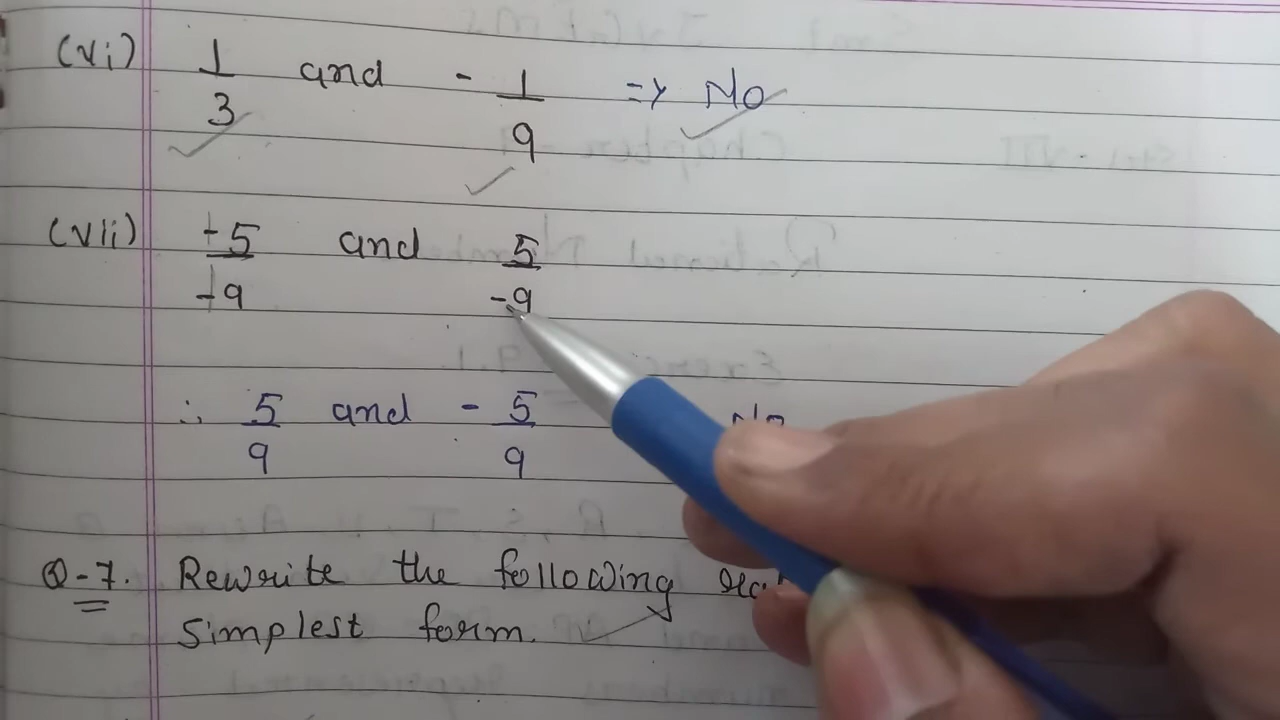 (vi) 1/3 and - 1/9 => No
(vii) -5/-9 and 5/-9
∴ 5/9 and - 5/9 No
Q-7. Rewrite the following
simplest form.